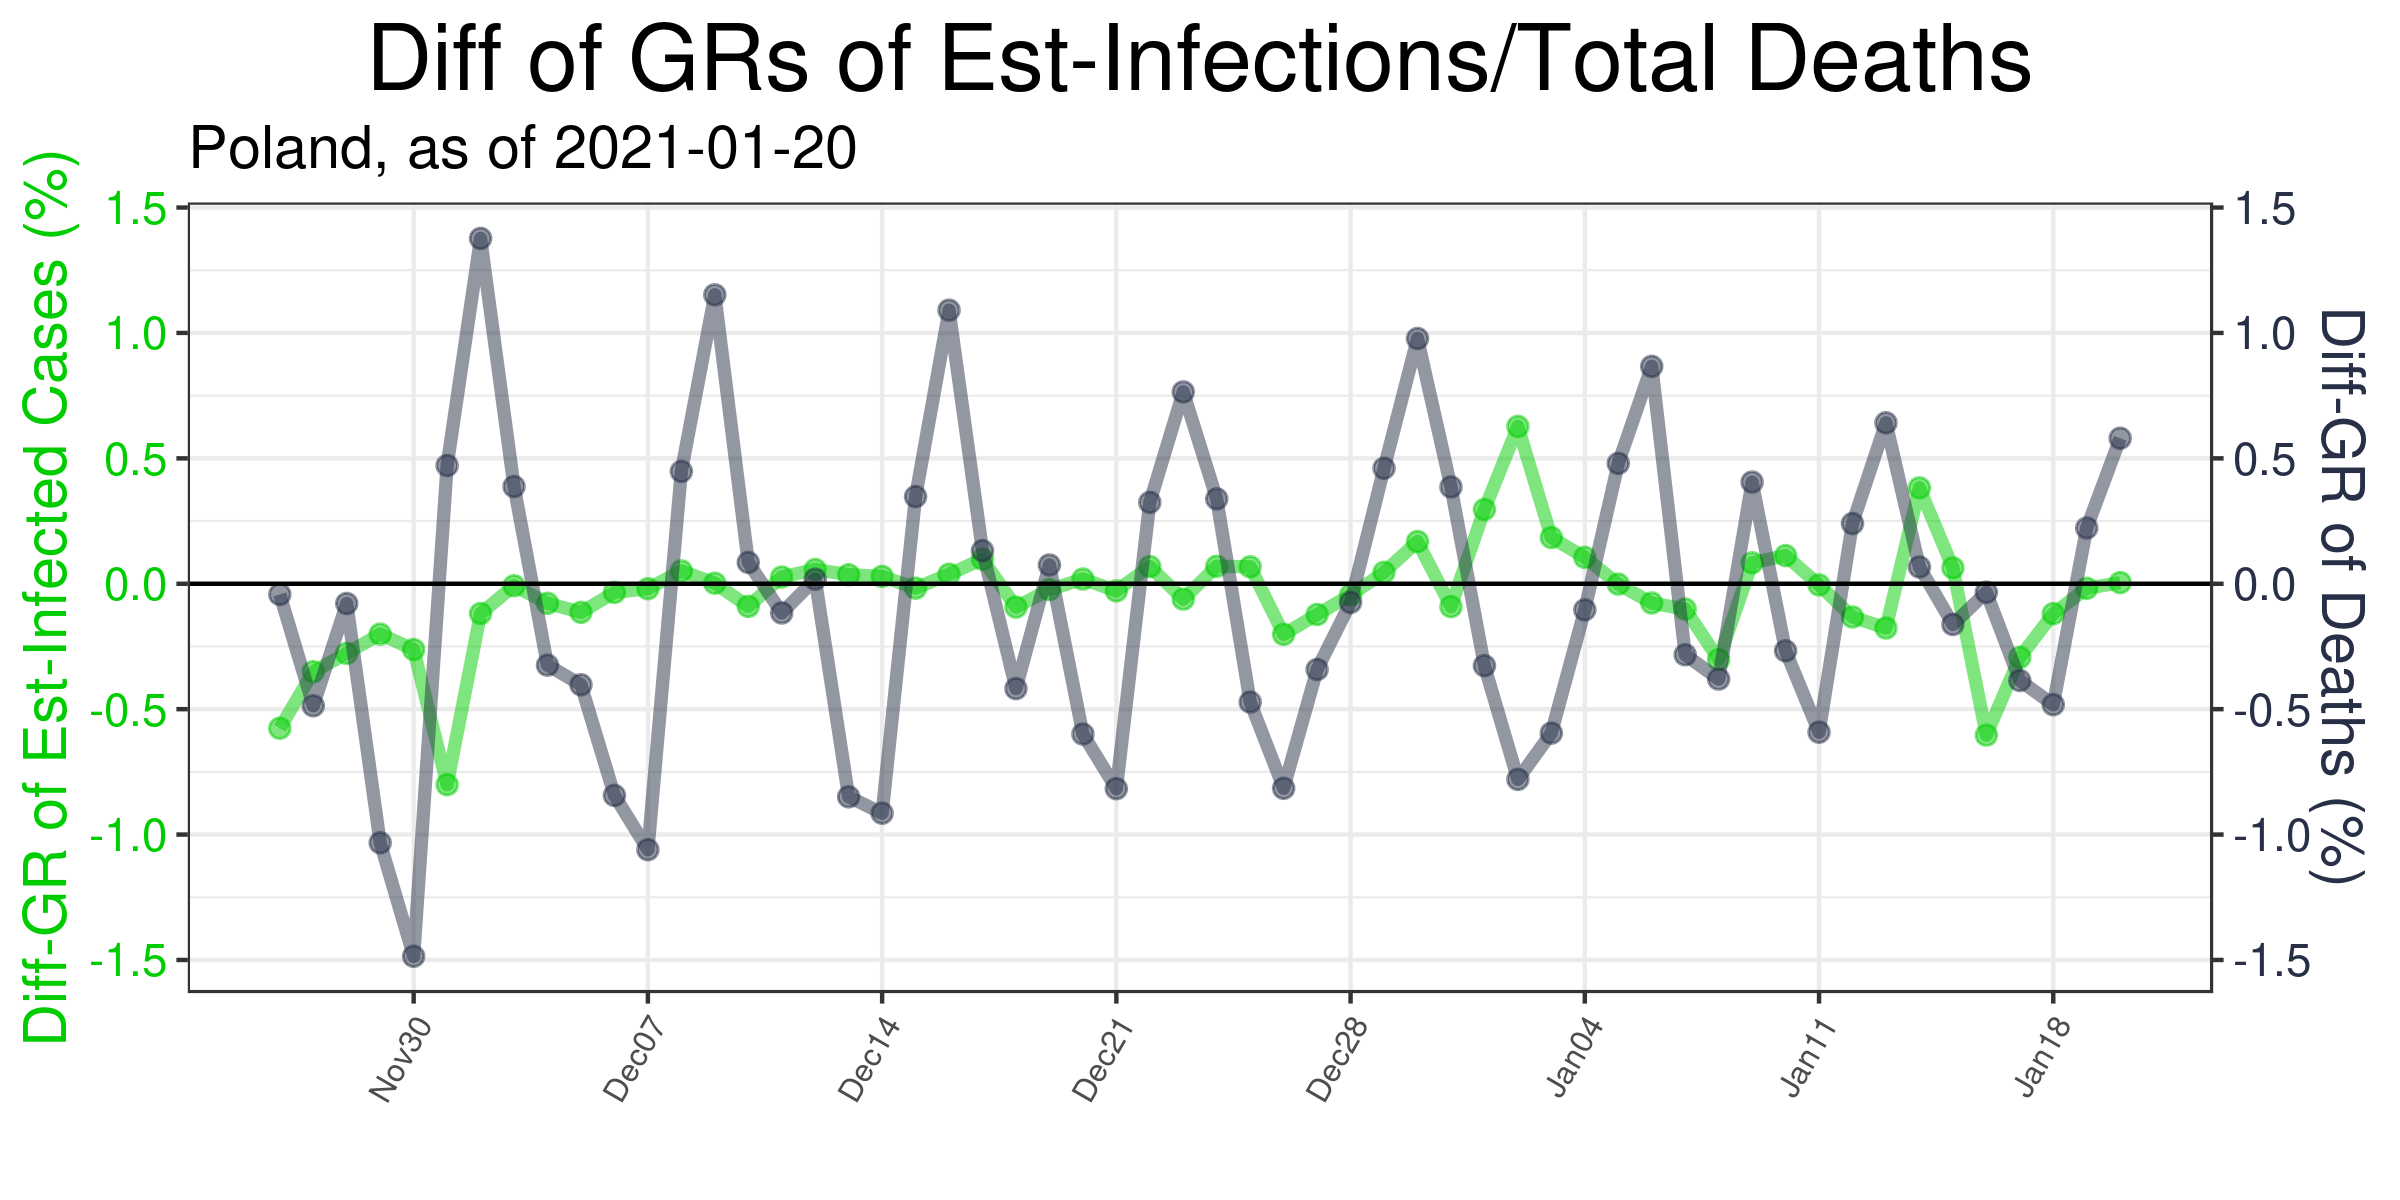 Diff of GRs of Est-Infections/Total Deaths
Poland, as of 2021-01-20
Diff-GR of Est-Infected Cases (%)
1.5
1.0
0.5
0.0
-0.5
-1.0
-1.5
1.5
1.0
0.5
0.0
-0.5
-1.0
-1.5
Diff-GR of Deaths (%)
Nov30
Dec07
Dec14
Dec21
Dec28
Jan04
Jan11
Jan18